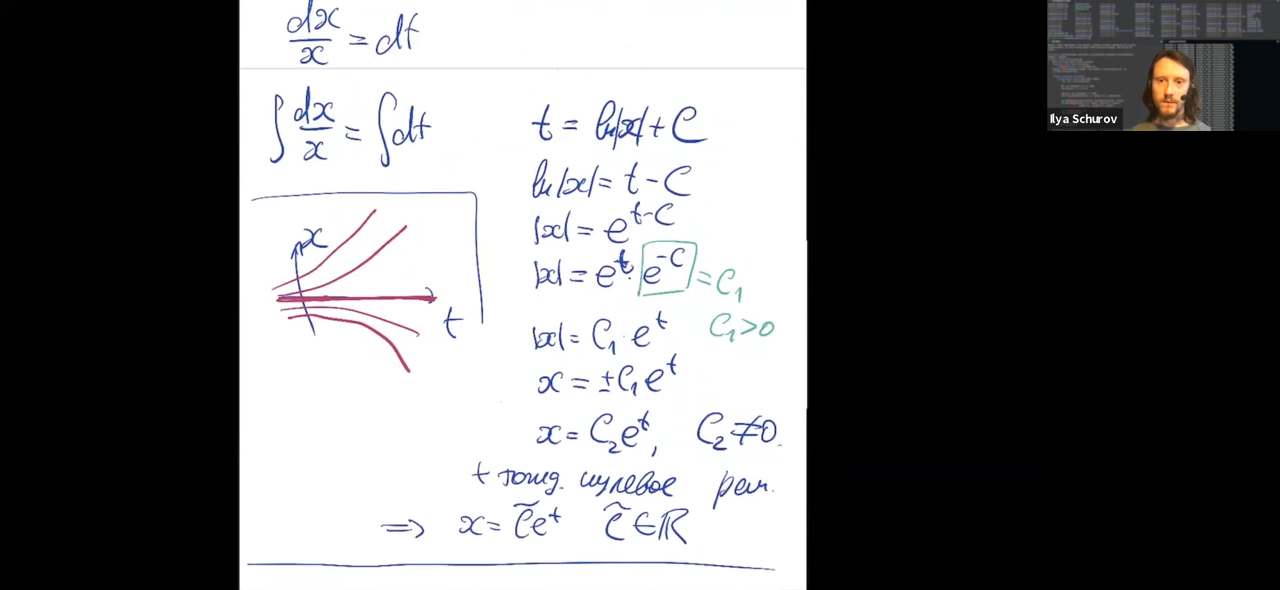 dx/x = dt
∫ dx/x = ∫ dt
x
t
t = ln|x| + C
ln|x| = t - C
|x| = e^{t-C}
|x| = e^t · e^{-C} = C₁
|x| = C₁ · e^t C₁ > 0
x = ±C₁e^t
x = C₂e^t, C₂ ≠ 0.
+ тожд. нулевое реш.
⇒ x = C̃e^t C̃ ∈ ℝ
Ilya Schurov